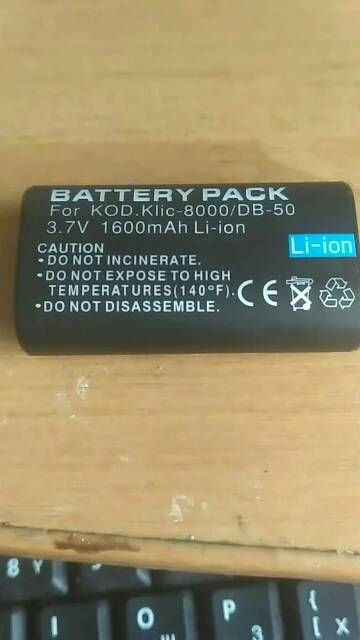 BATTERY PACK
For KOD.Klic-8000/DB-50
3.7V 1600mAh Li-ion
Li-ion
CAUTION
• DO NOT INCINERATE.
• DO NOT EXPOSE TO HIGH
TEMPERATURES(140°F).
• DO NOT DISASSEMBLE.
CE
8 Y
I
O
P
{
[ x